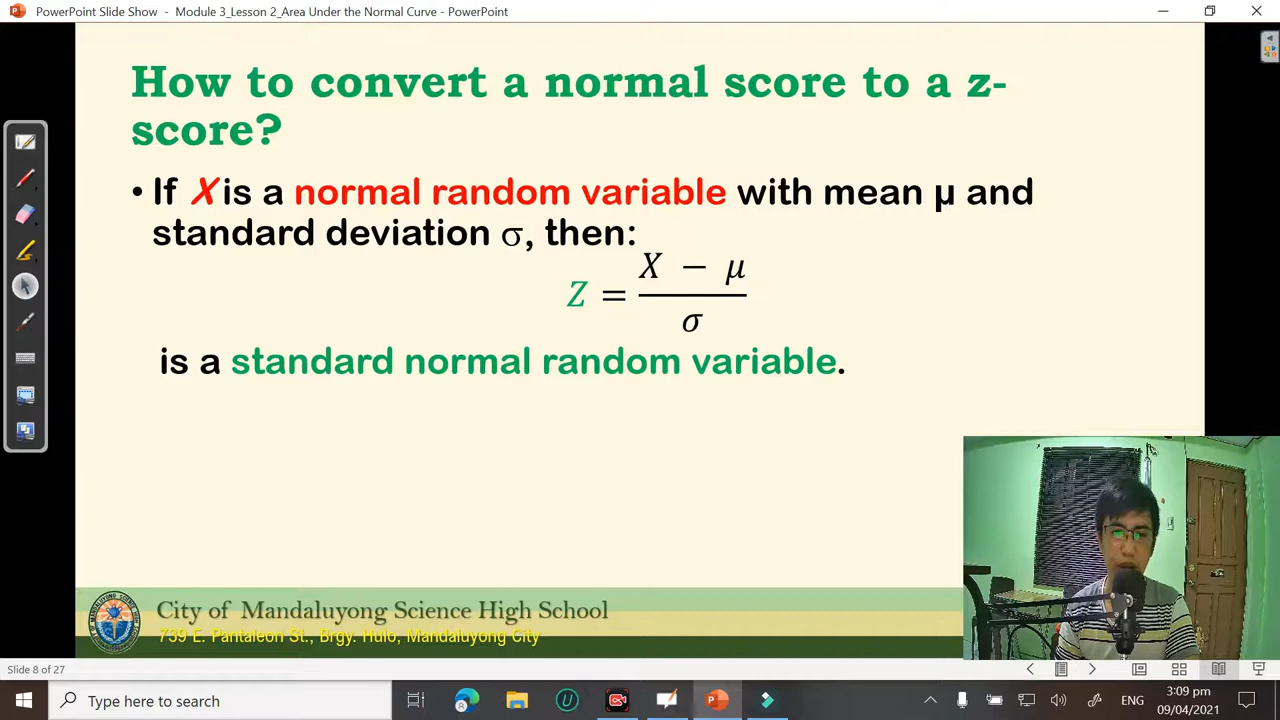 PowerPoint Slide Show - Module 3_Lesson 2_Area Under the Normal Curve - PowerPoint
How to convert a normal score to a z-
score?
• If X is a normal random variable with mean μ and
standard deviation σ, then:
Z = (X − μ) / σ
is a standard normal random variable.
City of Mandaluyong Science High School
739 E. Pantaleon St., Brgy. Hulo, Mandaluyong City
Slide 8 of 27
Type here to search
ENG
3:09 pm
09/04/2021